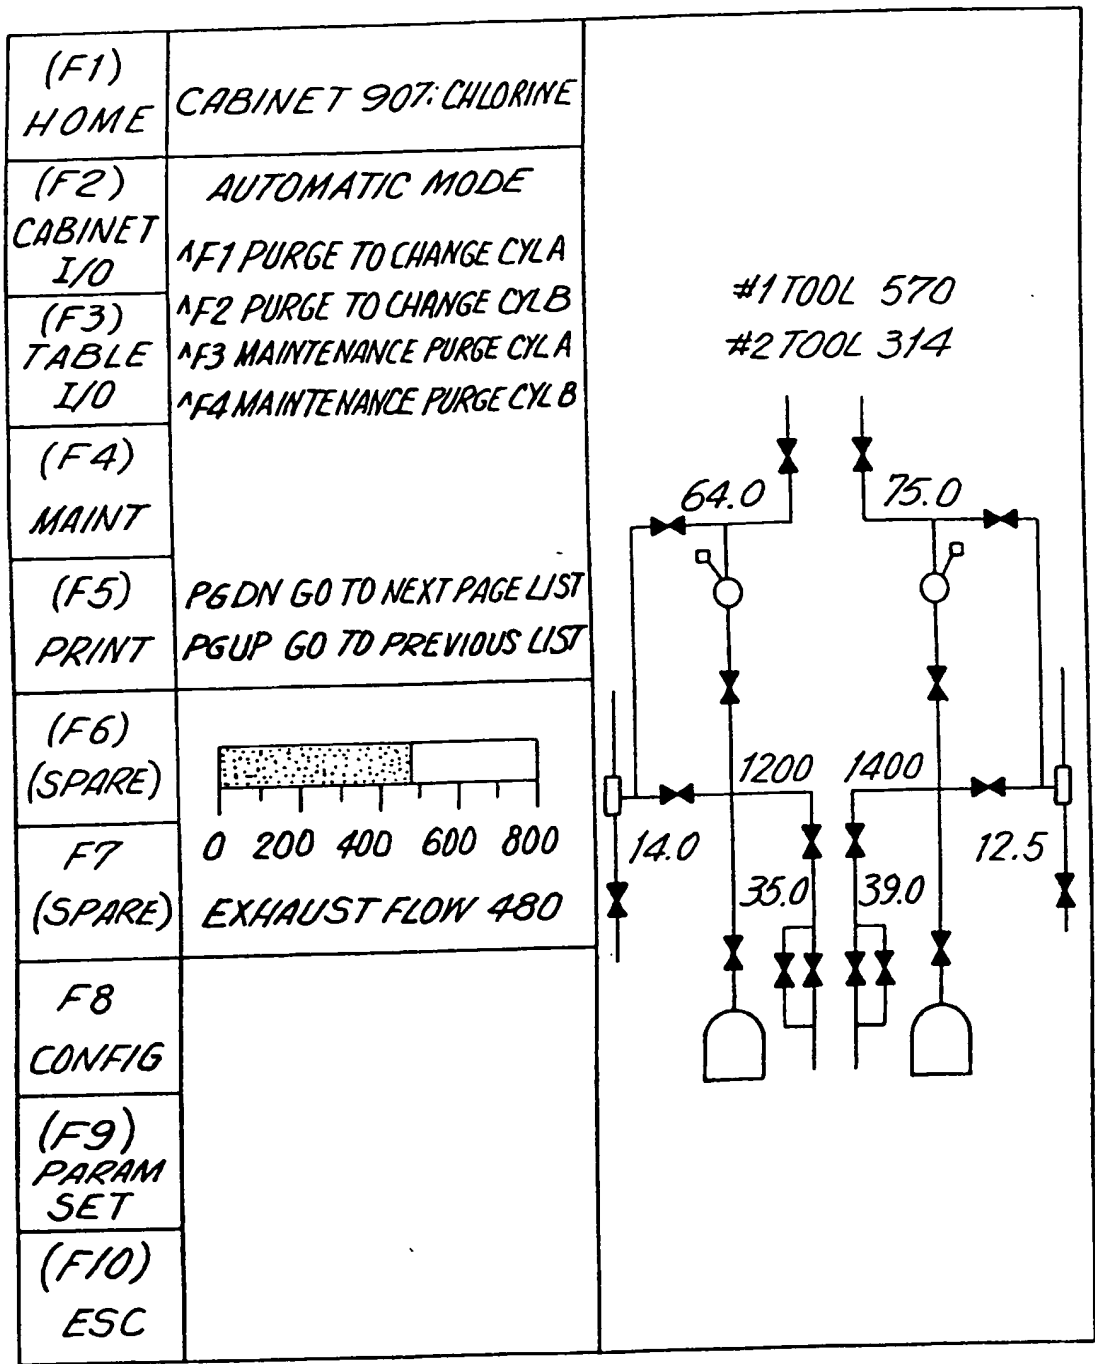 (F1)
HOME
CABINET 907: CHLORINE
(F2)
CABINET
I/O
AUTOMATIC MODE
^F1 PURGE TO CHANGE CYL A
^F2 PURGE TO CHANGE CYL B
^F3 MAINTENANCE PURGE CYL A
^F4 MAINTENANCE PURGE CYL B
(F3)
TABLE
I/O
(F4)
MAINT
(F5)
PRINT
PGDN GO TO NEXT PAGE LIST
PGUP GO TO PREVIOUS LIST
(F6)
(SPARE)
F7
(SPARE)
0 200 400 600 800
EXHAUST FLOW 480
F8
CONFIG
(F9)
PARAM
SET
(F10)
ESC
#1 TOOL 570
#2 TOOL 314
64.0 75.0
1200 1400
14.0 12.5
35.0 39.0